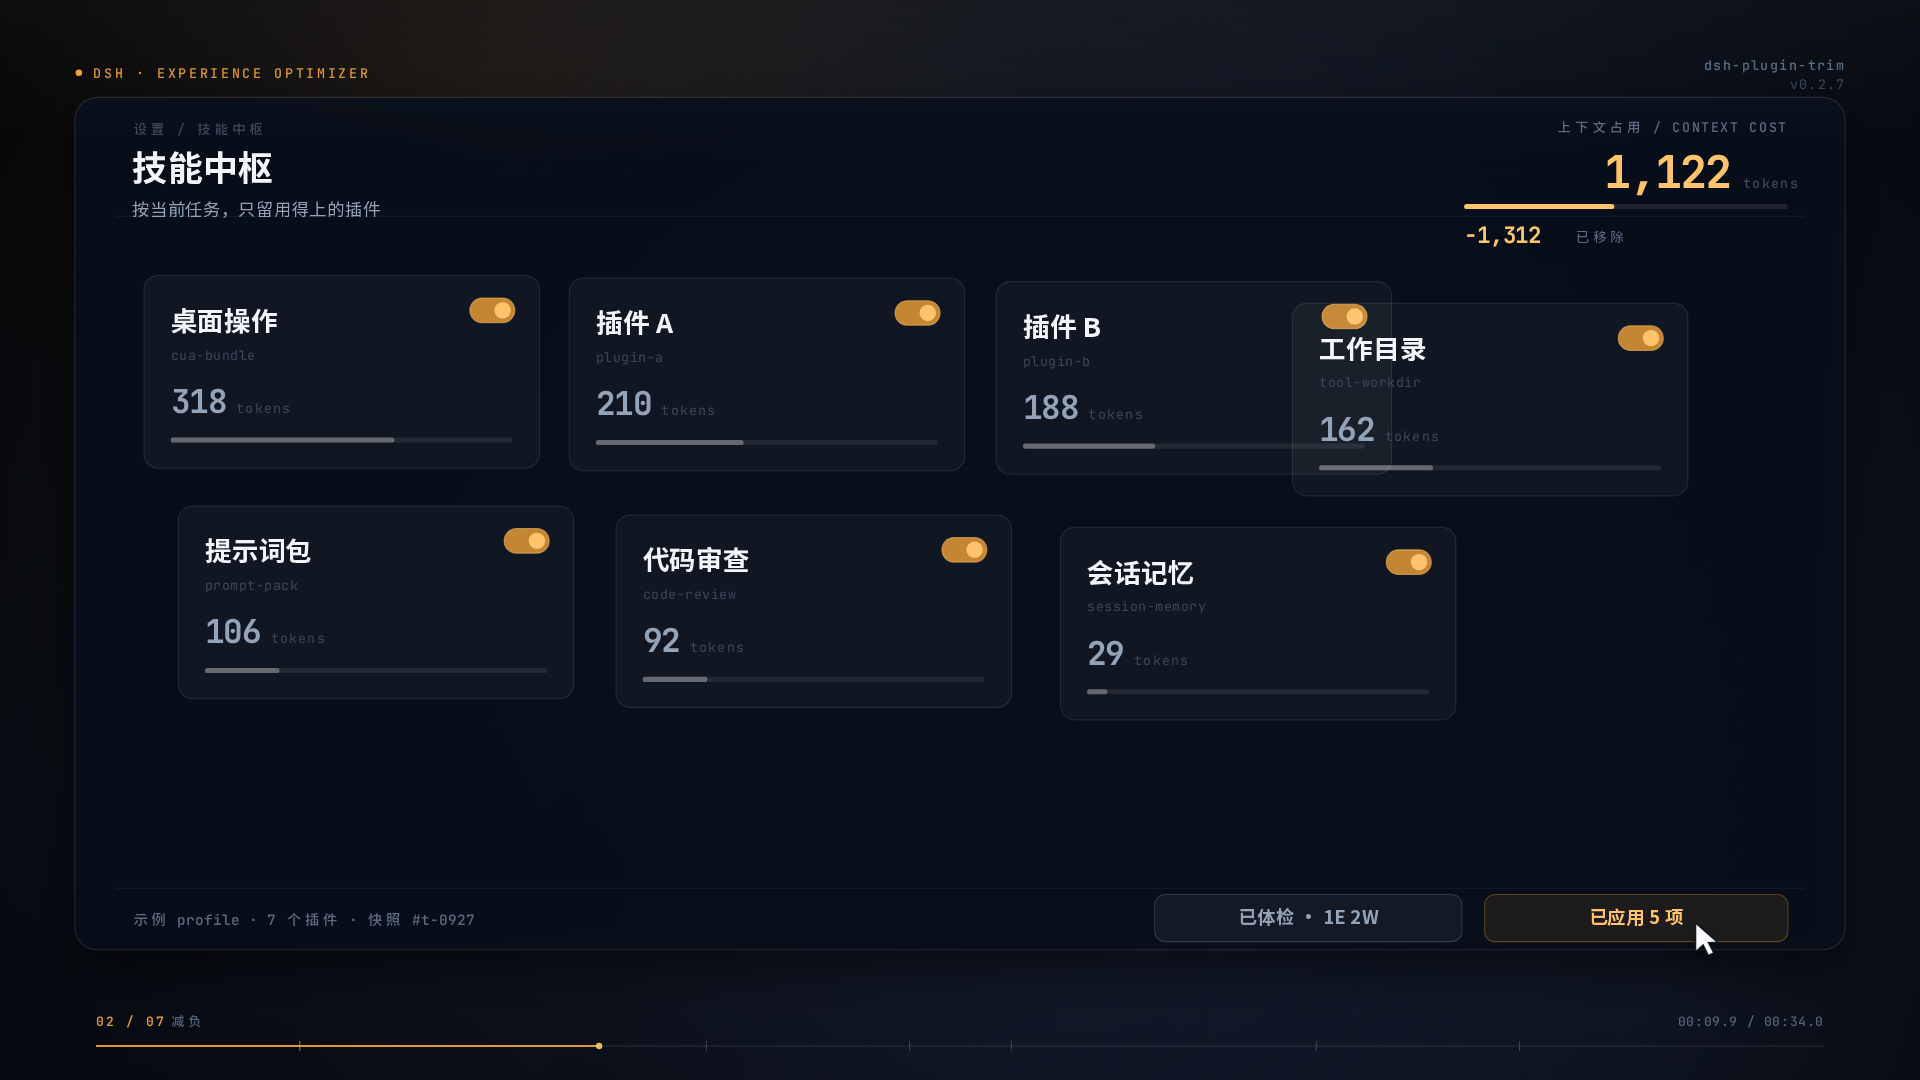 DSH · EXPERIENCE OPTIMIZER
dsh-plugin-trim
v0.2.7
设置 / 技能中枢
技能中枢
按当前任务，只留用得上的插件
上下文占用 / CONTEXT COST
1,122 tokens
-1,312 已移除
桌面操作
cua-bundle
318 tokens
插件 A
plugin-a
210 tokens
插件 B
plugin-b
188 tokens
工作目录
tool-workdir
162 tokens
提示词包
prompt-pack
106 tokens
代码审查
code-review
92 tokens
会话记忆
session-memory
29 tokens
示例 profile · 7 个插件 · 快照 #t-0927
已体检 · 1E 2W
已应用 5 项
02 / 07 减负
00:09.9 / 00:34.0